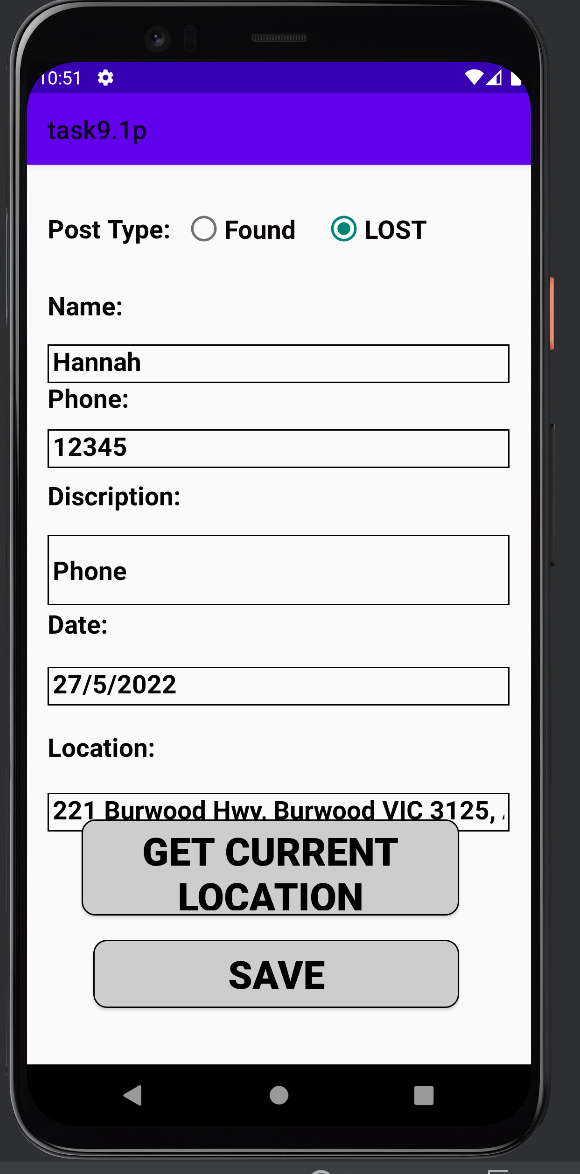 10:51
task9.1p
Post Type: Found LOST
Name:
Hannah
Phone:
12345
Discription:
Phone
Date:
27/5/2022
Location:
221 Burwood Hwy, Burwood VIC 3125,
GET CURRENT
LOCATION
SAVE